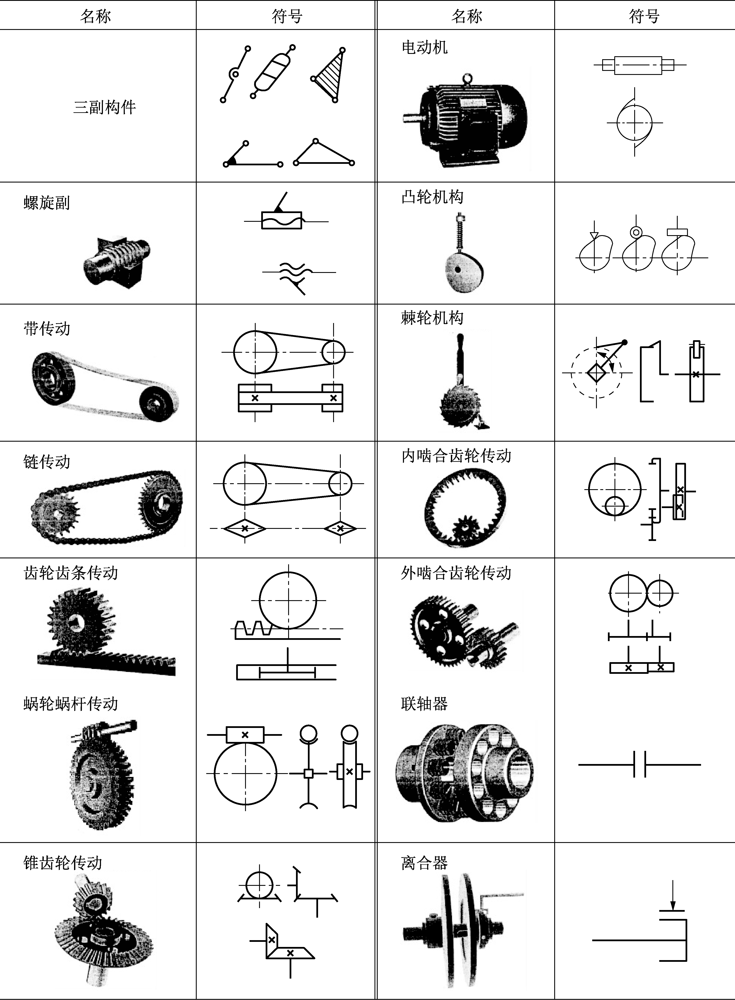 名称 符号 名称 符号
三副构件
电动机
螺旋副
凸轮机构
带传动
棘轮机构
链传动
内啮合齿轮传动
齿轮齿条传动
外啮合齿轮传动
蜗轮蜗杆传动
联轴器
锥齿轮传动
离合器